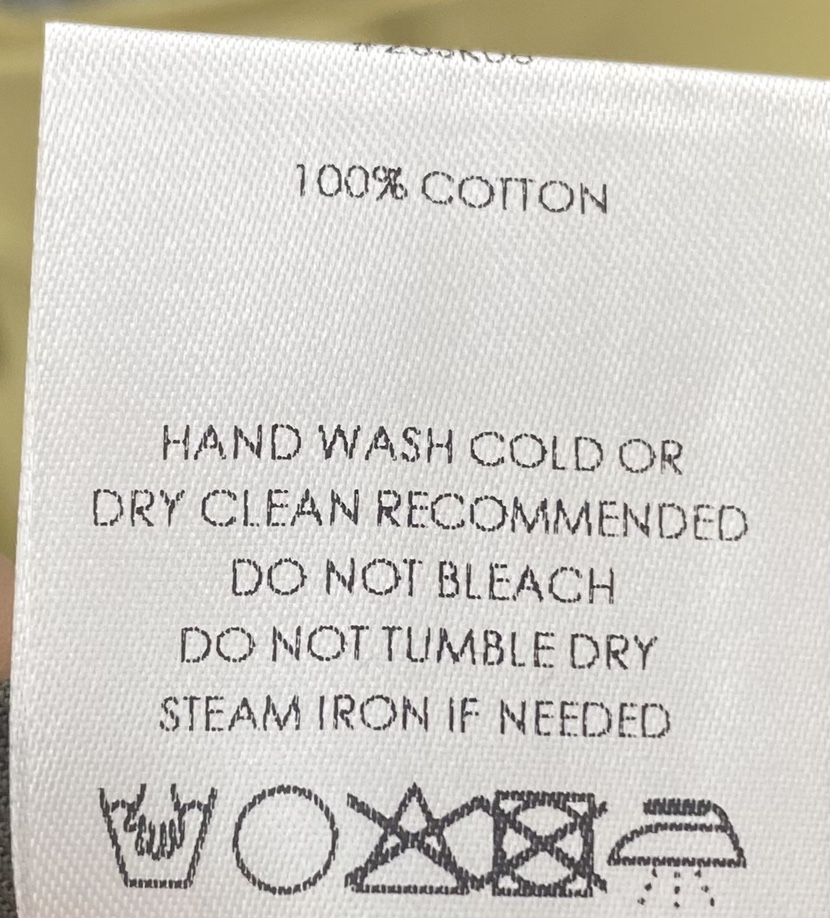 100% COTTON
HAND WASH COLD OR
DRY CLEAN RECOMMENDED
DO NOT BLEACH
DO NOT TUMBLE DRY
STEAM IRON IF NEEDED